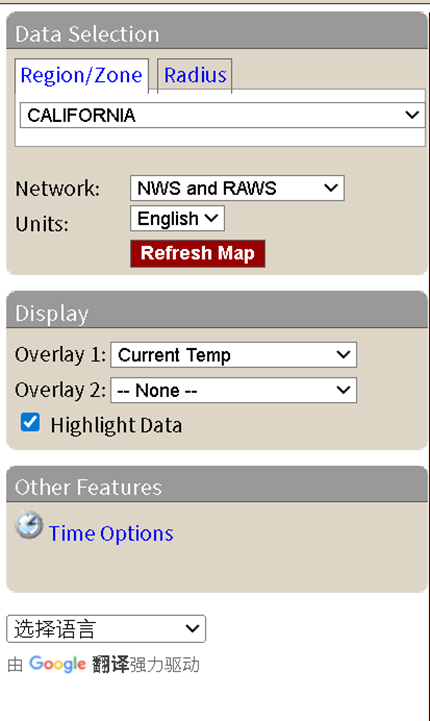 Data Selection
Region/Zone Radius
CALIFORNIA
Network: NWS and RAWS
Units: English
Refresh Map
Display
Overlay 1: Current Temp
Overlay 2: -- None --
Highlight Data
Other Features
Time Options
选择语言
由 Google 翻译强力驱动